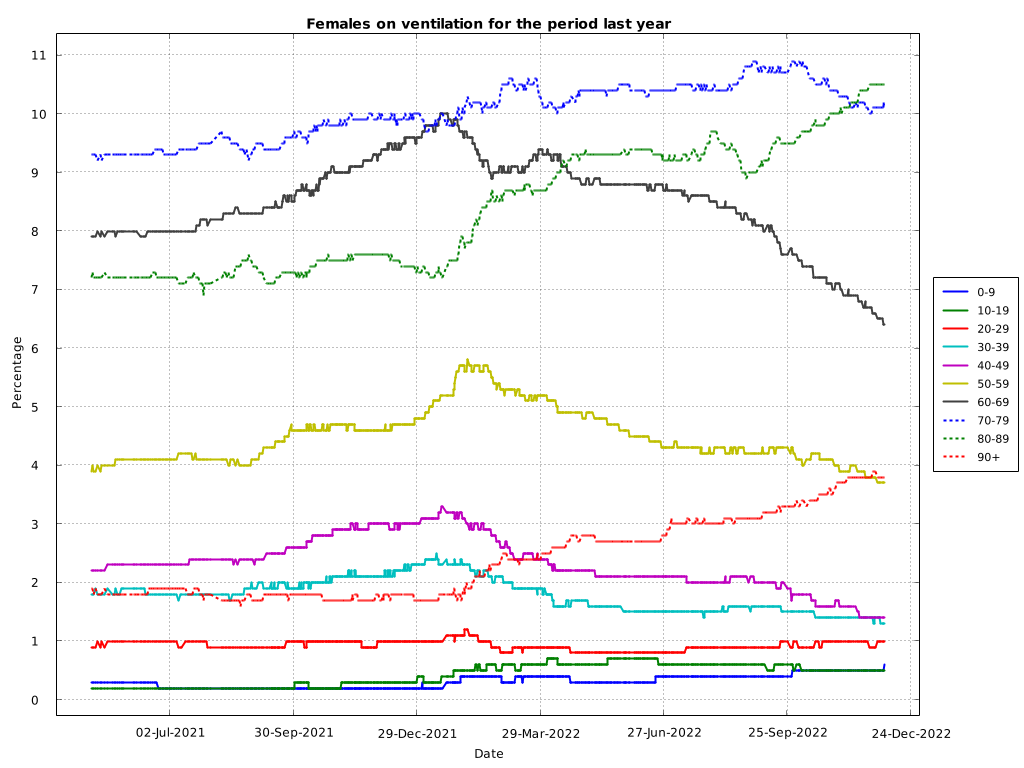 Females on ventilation for the period last year
Percentage
11
10
9
8
7
6
5
4
3
2
1
0
02-Jul-2021
30-Sep-2021
29-Dec-2021
29-Mar-2022
27-Jun-2022
25-Sep-2022
24-Dec-2022
Date
0-9
10-19
20-29
30-39
40-49
50-59
60-69
70-79
80-89
90+